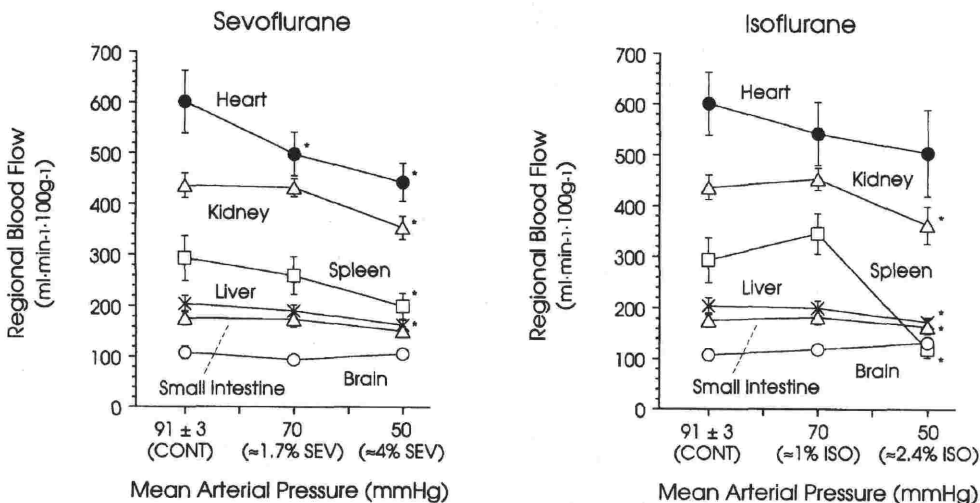 Sevoflurane
Regional Blood Flow
(ml·min-1·100g-1)
700
600
500
400
300
200
100
0
Heart
*
*
Kidney
*
Spleen
*
Liver
*
Small Intestine
Brain
91 ± 3
(CONT)
70
(≈1.7% SEV)
50
(≈4% SEV)
Mean Arterial Pressure (mmHg)
Isoflurane
Regional Blood Flow
(ml·min-1·100g-1)
700
600
500
400
300
200
100
0
Heart
Kidney
*
Spleen
Liver
*
*
*
Small Intestine
Brain
91 ± 3
(CONT)
70
(≈1% ISO)
50
(≈2.4% ISO)
Mean Arterial Pressure (mmHg)